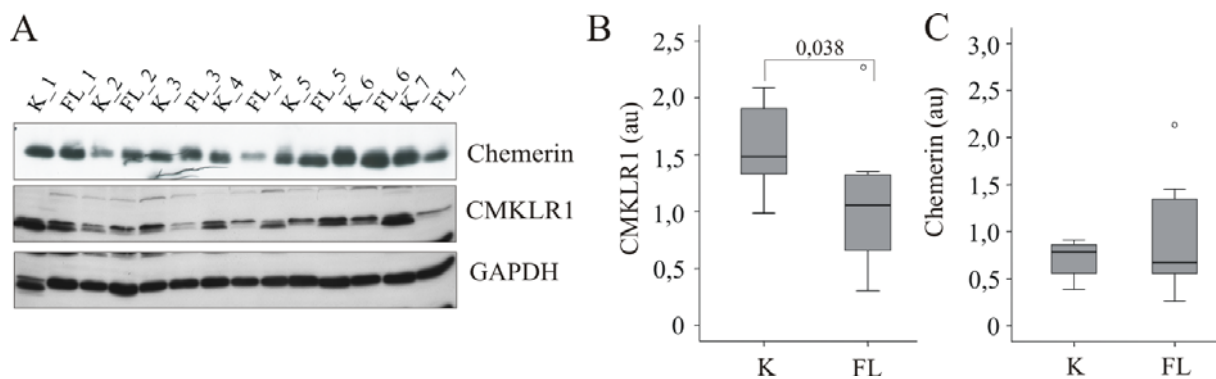 A
K_1 FL_1 K_2 FL_2 K_3 FL_3 K_4 FL_4 K_5 FL_5 K_6 FL_6 K_7 FL_7
Chemerin
CMKLR1
GAPDH
B
CMKLR1 (au)
2,5
2.0
1.5
1.0
0.5
0
0,038
K FL
C
Chemerin (au)
3,0
2.5
2.0
1.5
1.0
0,5
0
K FL